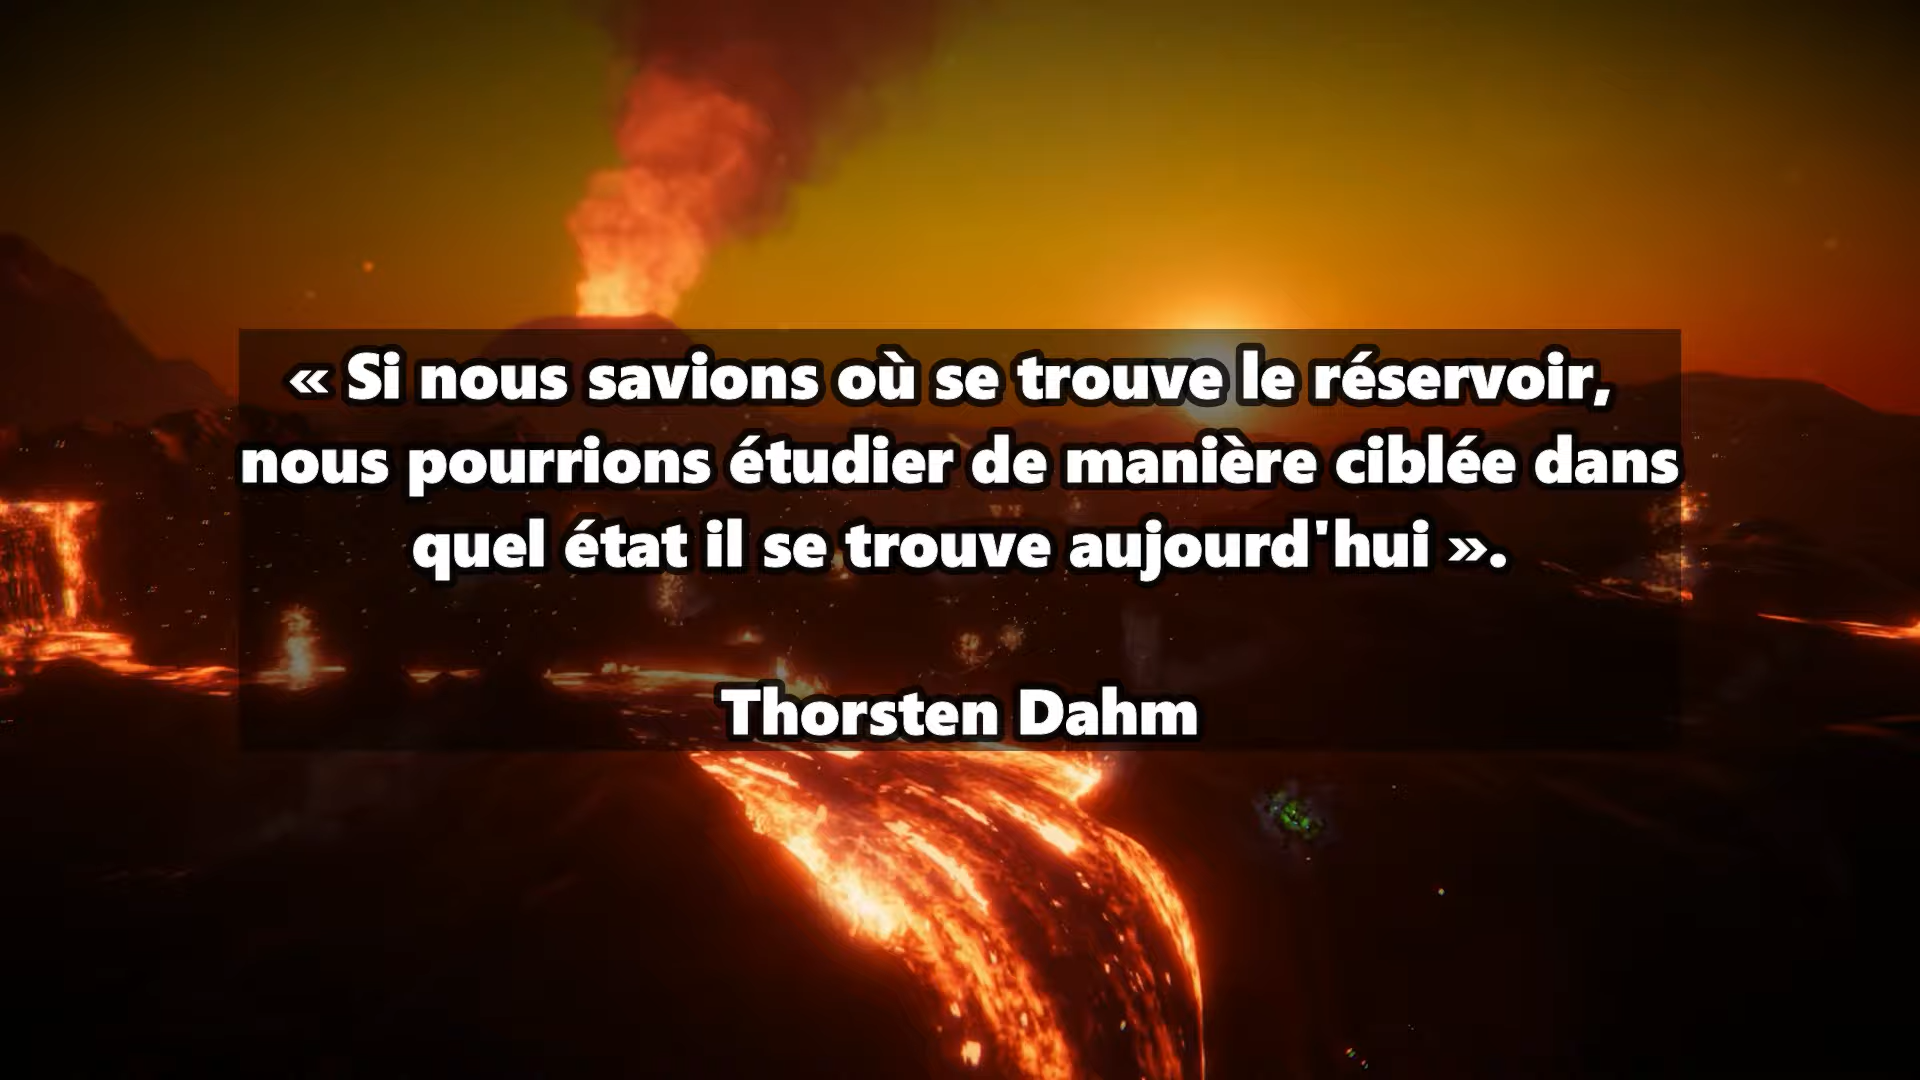 « Si nous savions où se trouve le réservoir,
nous pourrions étudier de manière ciblée dans
quel état il se trouve aujourd'hui ».
Thorsten Dahm